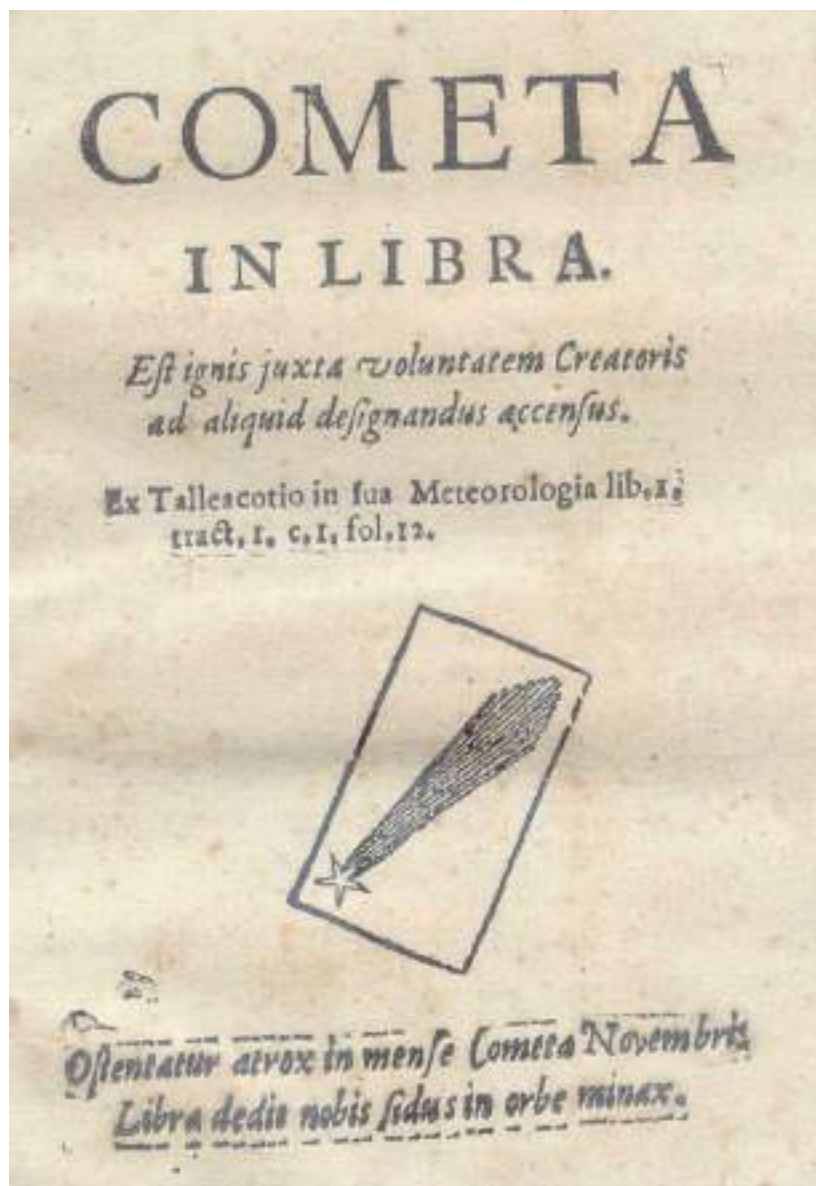 COMETA
IN LIBRA.
Eſt ignis juxta voluntatem Creatoris
ad aliquid deſignandus accenſus.
Ex Talleacotio in ſua Meteorologia lib.1.
tract. 1. c. 1. fol. 12.
Oſtentatur atrox in menſe Cometa Novembris
Libra dedit nobis ſidus in orbe minax.